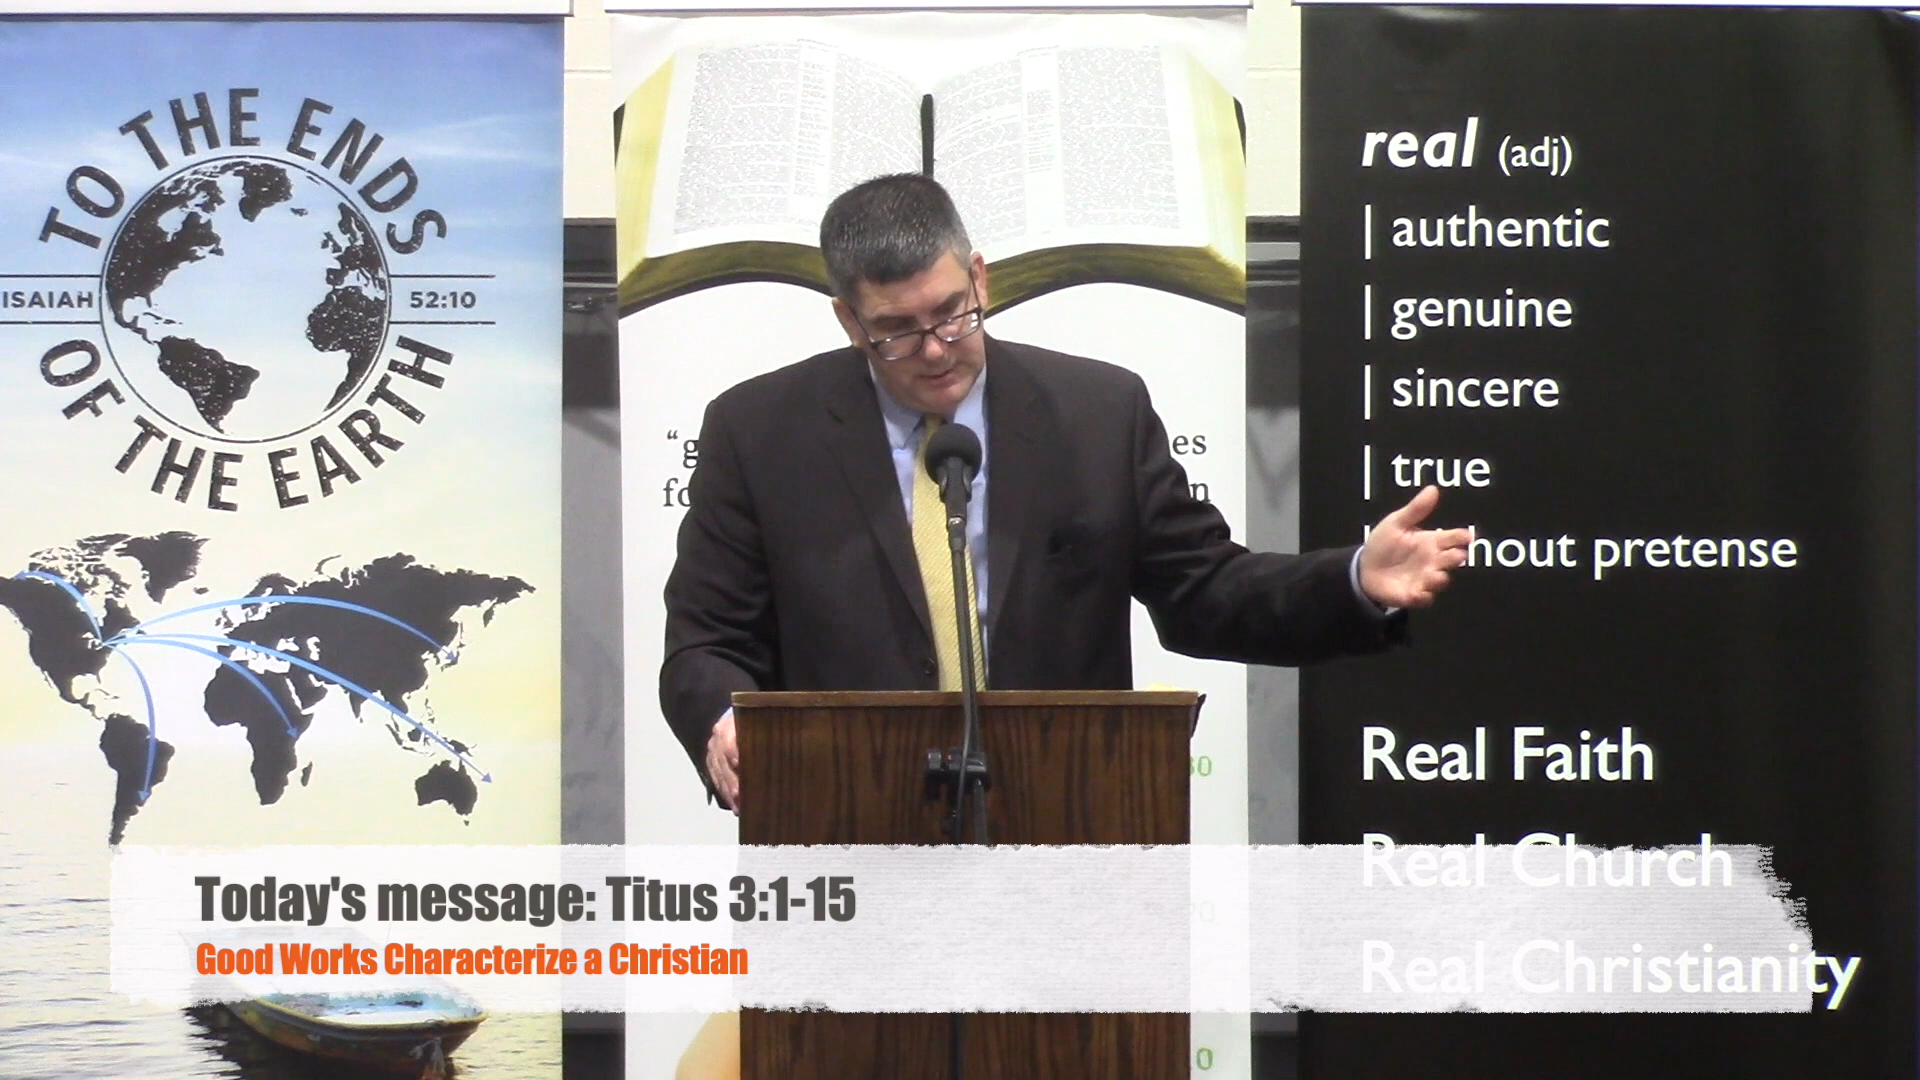 TO THE ENDS
ISAIAH 52:10
OF THE EARTH
real (adj)
| authentic
| genuine
| sincere
| true
pretense
Real Faith
Real Church
Real Christianity
Today's message: Titus 3:1-15
Good Works Characterize a Christian